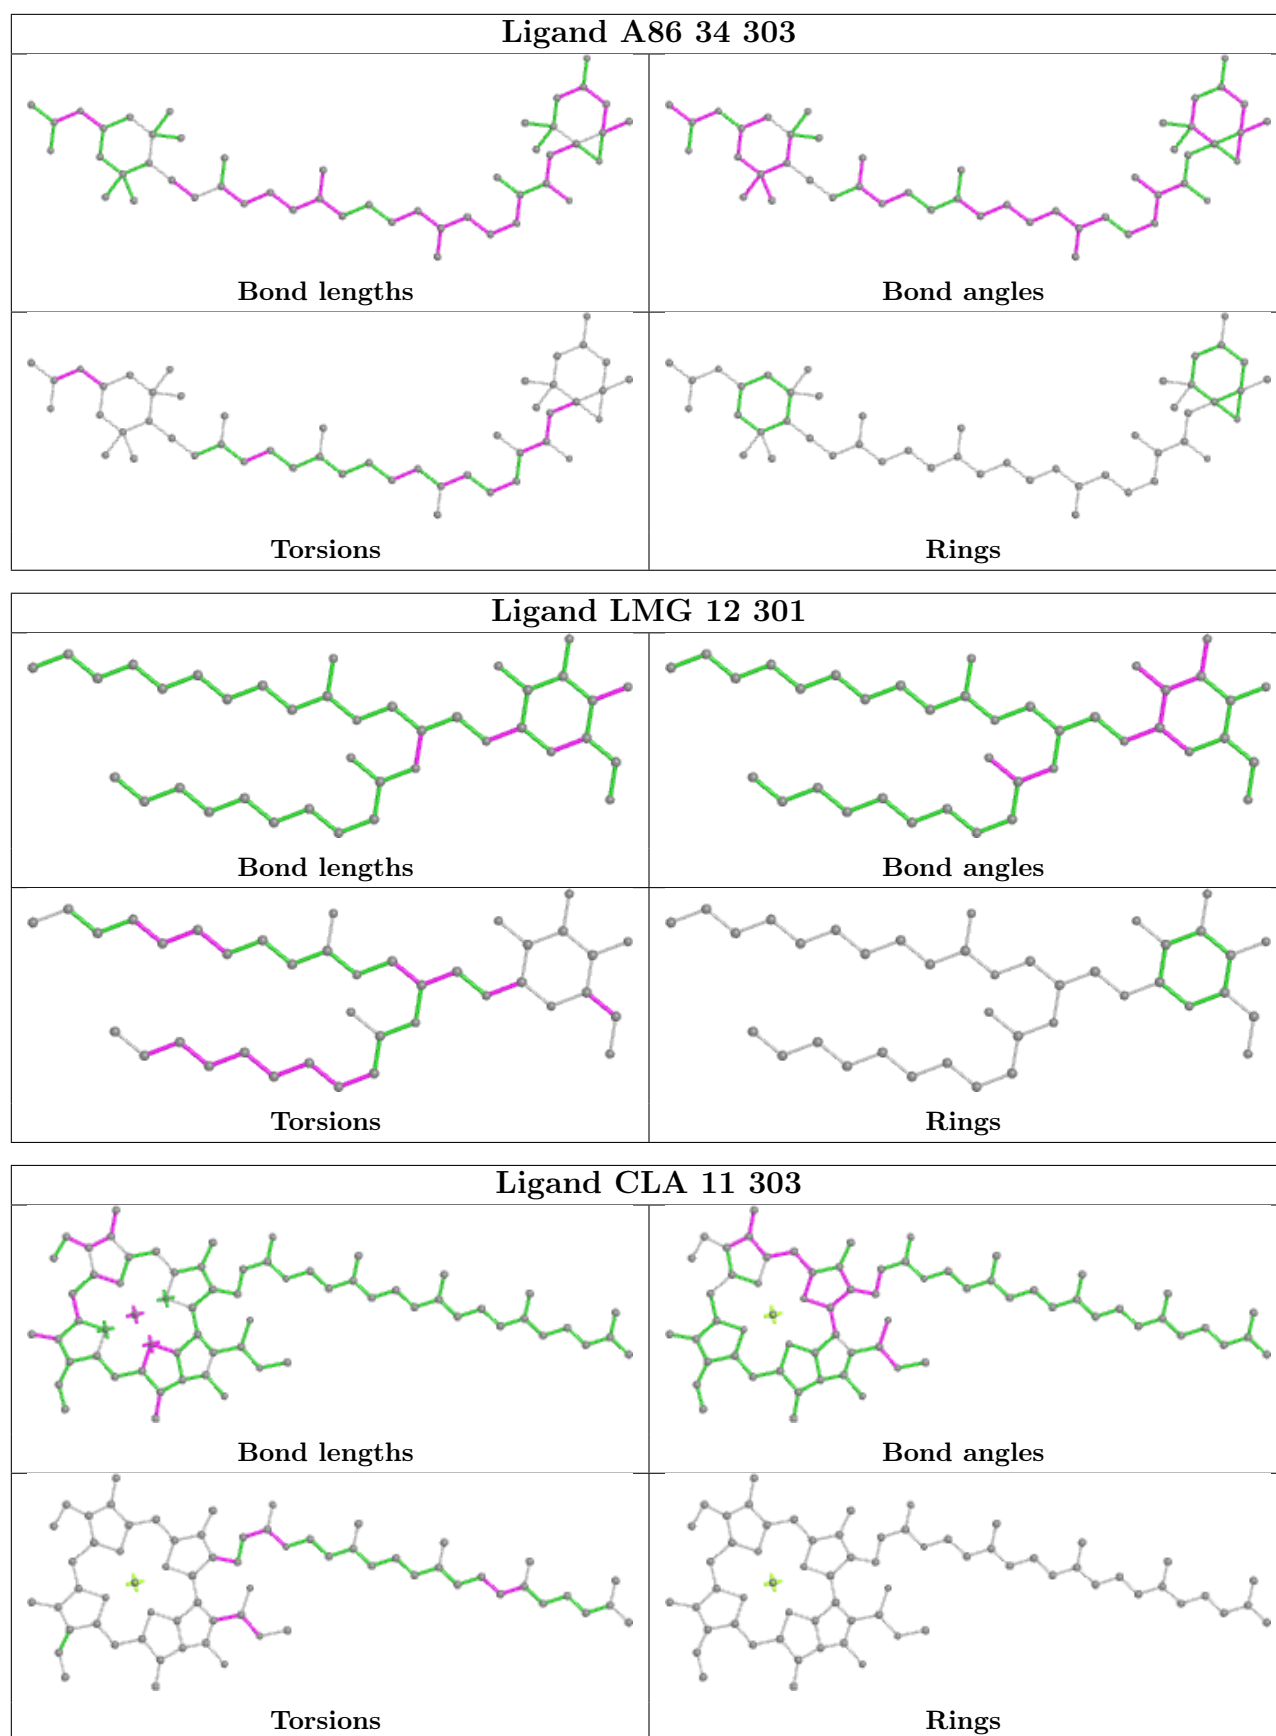 Ligand A86 34 303
Bond lengths
Bond angles
Torsions
Rings
Ligand LMG 12 301
Bond lengths
Bond angles
Torsions
Rings
Ligand CLA 11 303
Bond lengths
Bond angles
Torsions
Rings